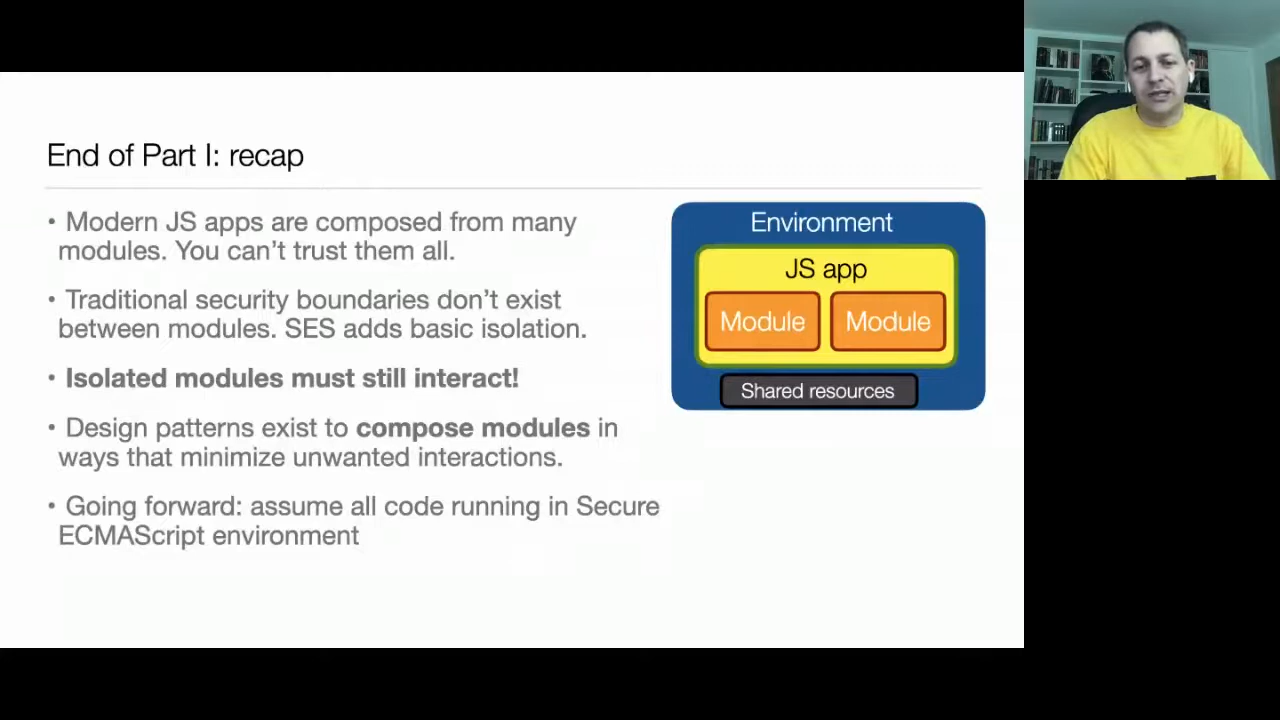 End of Part I: recap
• Modern JS apps are composed from many
modules. You can’t trust them all.
• Traditional security boundaries don’t exist
between modules. SES adds basic isolation.
• Isolated modules must still interact!
• Design patterns exist to compose modules in
ways that minimize unwanted interactions.
• Going forward: assume all code running in Secure
ECMAScript environment
Environment
JS app
Module Module
Shared resources